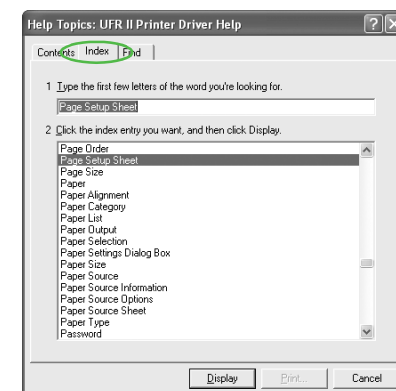 Help Topics: UFR II Printer Driver Help
Contents Index Find
1 Type the first few letters of the word you're looking for.
Page Setup Sheet
2 Click the index entry you want, and then click Display.
Page Order
Page Setup Sheet
Page Size
Paper
Paper Alignment
Paper Category
Paper List
Paper Output
Paper Selection
Paper Settings Dialog Box
Paper Size
Paper Source
Paper Source Information
Paper Source Options
Paper Source Sheet
Paper Type
Password
Display Print... Cancel